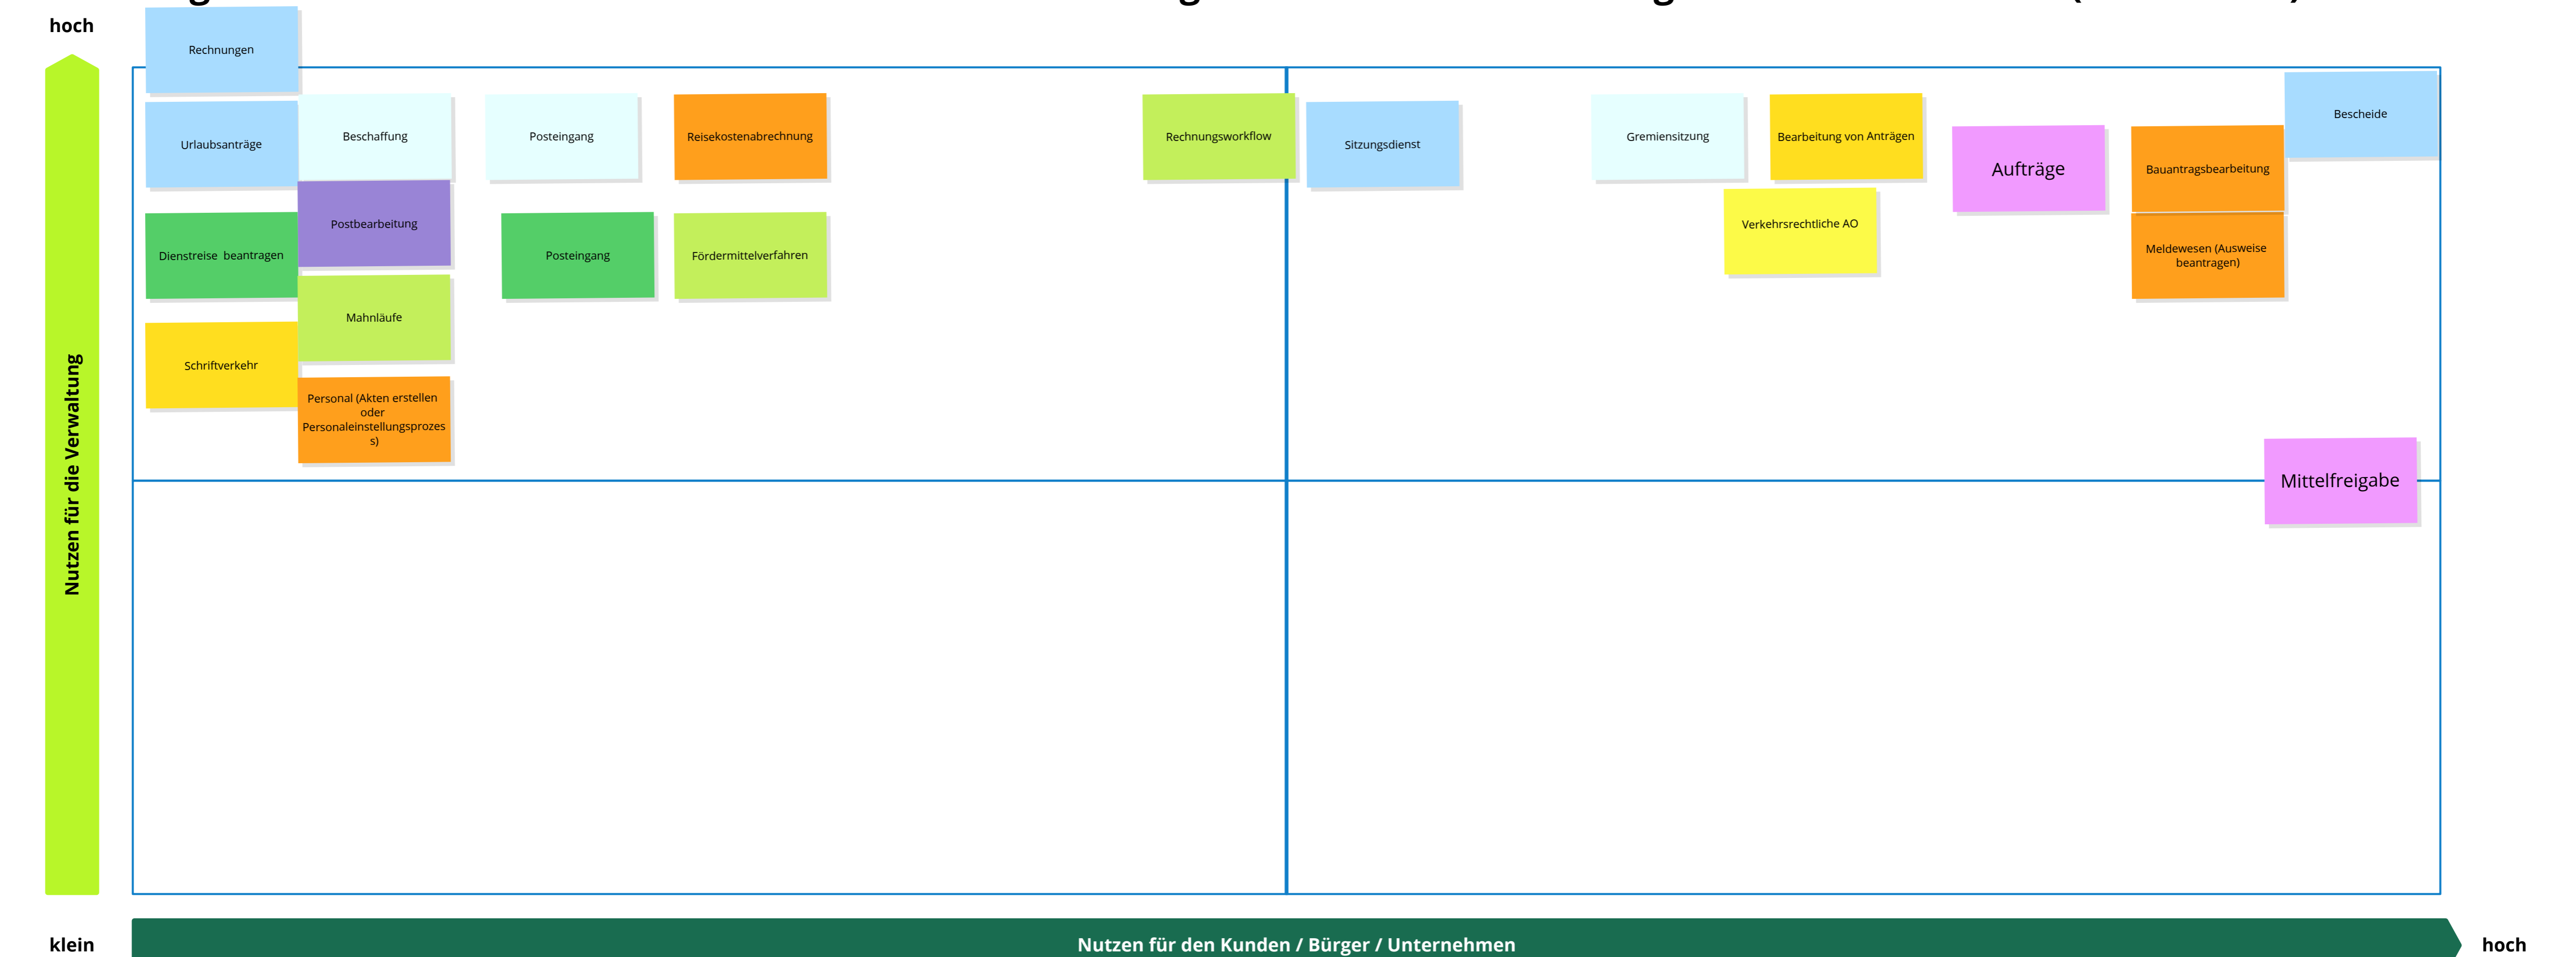 hoch
Rechnungen
Urlaubsanträge
Beschaffung
Posteingang
Reisekostenabrechnung
Rechnungsworkflow
Sitzungsdienst
Gremiensitzung
Bearbeitung von Anträgen
Aufträge
Bauantragsbearbeitung
Bescheide
Dienstreise beantragen
Postbearbeitung
Posteingang
Fördermittelverfahren
Verkehrsrechtliche AO
Meldewesen (Ausweise
beantragen)
Mahnläufe
Schriftverkehr
Personal (Akten erstellen
oder
Personaleinstellungsprozes
s)
Mittelfreigabe
Nutzen für die Verwaltung
klein
Nutzen für den Kunden / Bürger / Unternehmen
hoch